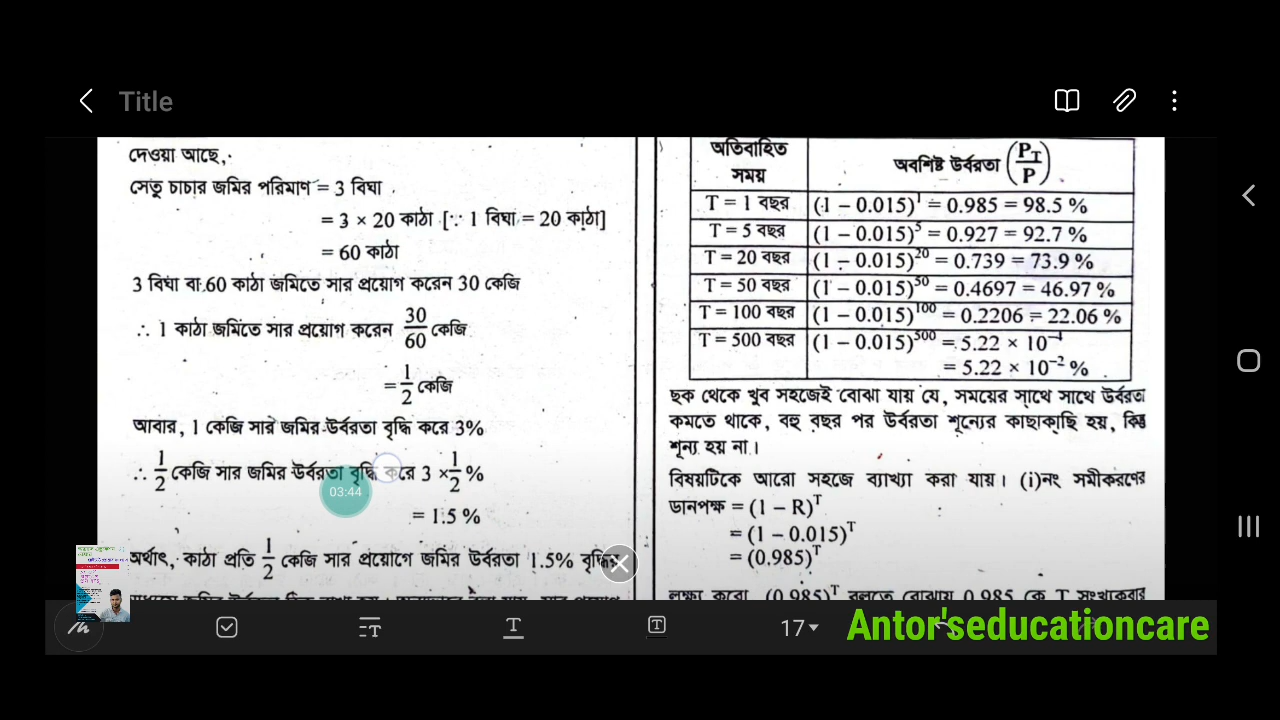 Title
দেওয়া আছে,
সেতু চাচার জমির পরিমাণ = 3 বিঘা
= 3 × 20 কাঠা [∵ 1 বিঘা = 20 কাঠা]
= 60 কাঠা
3 বিঘা বা 60 কাঠা জমিতে সার প্রয়োগ করেন 30 কেজি
∴ 1 কাঠা জমিতে সার প্রয়োগ করেন 30/60 কেজি
= 1/2 কেজি
আবার, 1 কেজি সার জমির উর্বরতা বৃদ্ধি করে 3%
∴ 1/2 কেজি সার জমির উর্বরতা বৃদ্ধি করে 3 × 1/2 %
= 1.5 %
অর্থাৎ, কাঠা প্রতি 1/2 কেজি সার প্রয়োগে জমির উর্বরতা 1.5% বৃদ্ধির
অতিবাহিত সময় অবশিষ্ট উর্বরতা (P_T/P)
T = 1 বছর (1 – 0.015)^1 = 0.985 = 98.5 %
T = 5 বছর (1 – 0.015)^5 = 0.927 = 92.7 %
T = 20 বছর (1 – 0.015)^20 = 0.739 = 73.9 %
T = 50 বছর (1 – 0.015)^50 = 0.4697 = 46.97 %
T = 100 বছর (1 – 0.015)^100 = 0.2206 = 22.06 %
T = 500 বছর (1 – 0.015)^500 = 5.22 × 10^–4
= 5.22 × 10^–2 %
ছক থেকে খুব সহজেই বোঝা যায় যে, সময়ের সাথে সাথে উর্বরতা
কমতে থাকে, বহু বছর পর উর্বরতা শূন্যের কাছাকাছি হয়, কিন্তু
শূন্য হয় না।
বিষয়টিকে আরো সহজে ব্যাখ্যা করা যায়। (i)নং সমীকরণের
ডানপক্ষ = (1 – R)^T
= (1 – 0.015)^T
= (0.985)^T
লক্ষ্য করো, (0.985)^T বলতে বোঝায় 0.985 কে T সংখ্যকবার
03:44
17
Antor'seducationcare